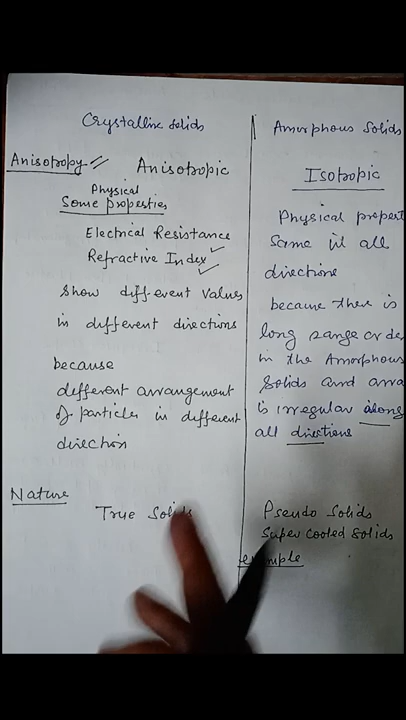 Crystalline solids
Anisotropy Anisotropic
Physical
Some properties
Electrical Resistance
Refractive Index
show different values
in different directions
because
different arrangement
of particles in different
direction
Nature
True Solids
Amorphous Solids
Isotropic
Physical propert
Same in all
directions
because there is
long range orde
in the Amorphous
Solids and arra
is irregular along
all directions
Pseudo Solids
Super cooled Solids
example